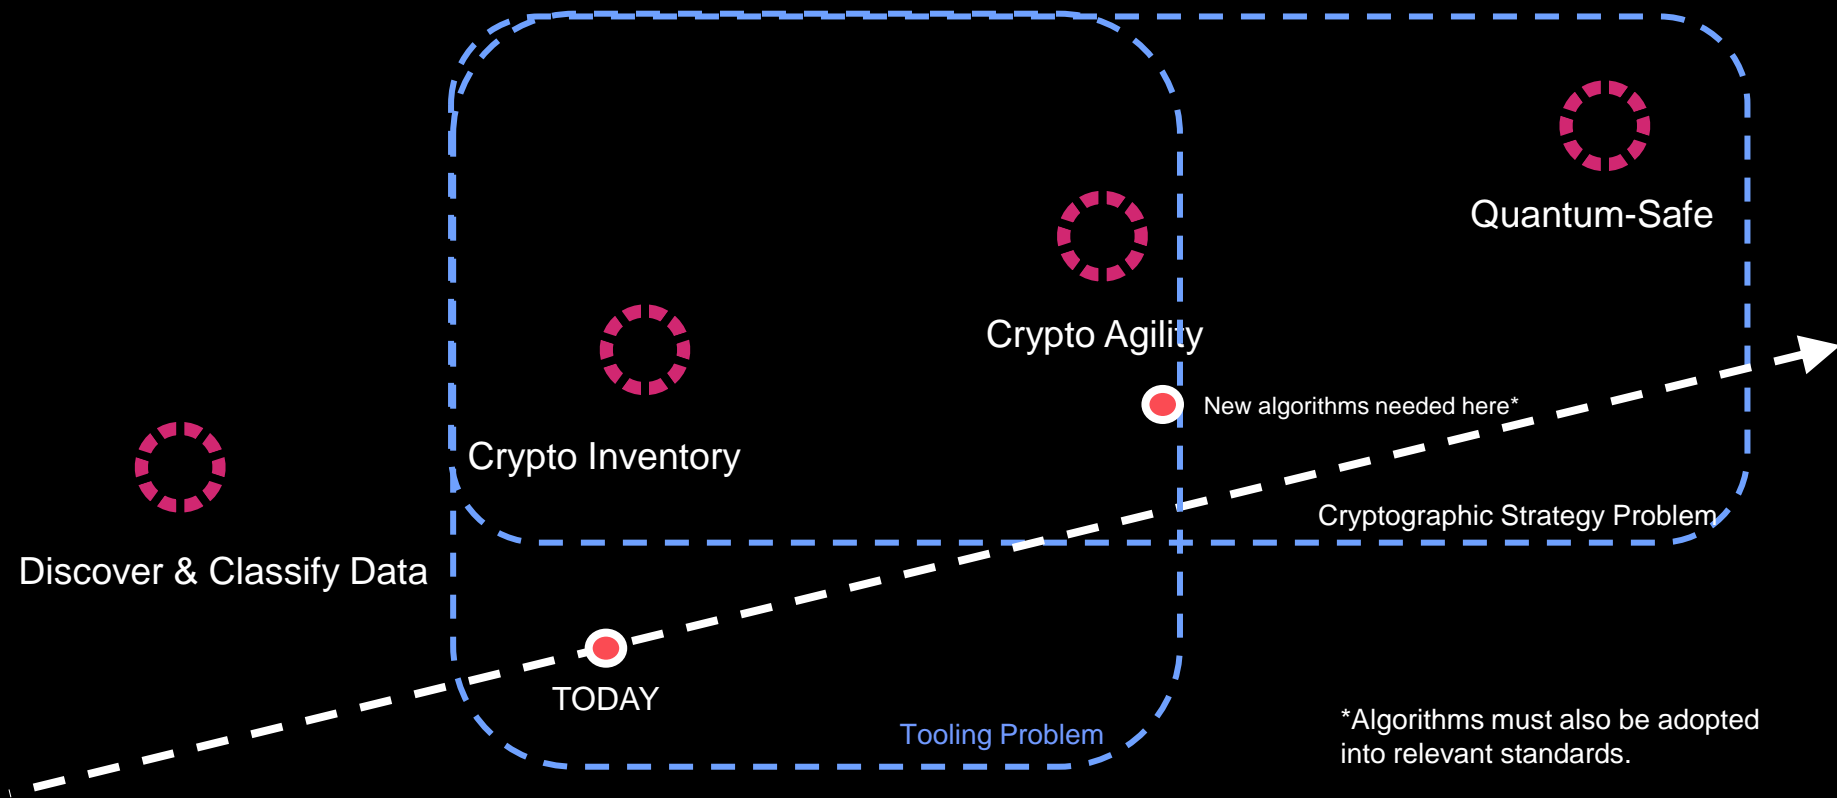 Quantum-Safe
Crypto Agility
New algorithms needed here*
Crypto Inventory
Cryptographic Strategy Problem
Discover & Classify Data
TODAY
Tooling Problem
*Algorithms must also be adopted
into relevant standards.